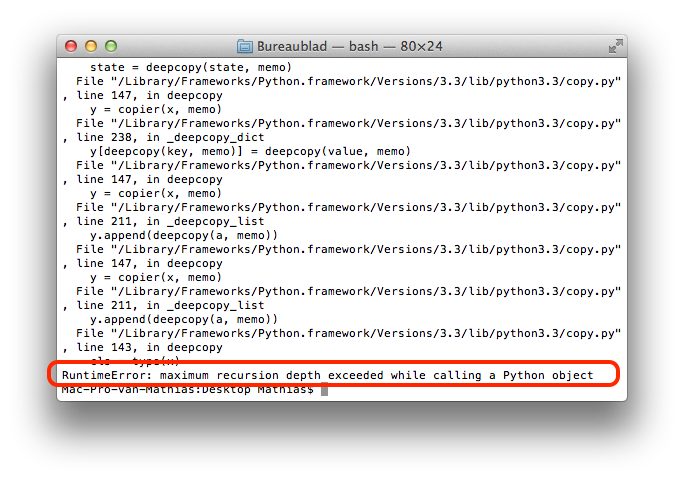 Bureaublad — bash — 80×24
state = deepcopy(state, memo)
File "/Library/Frameworks/Python.framework/Versions/3.3/lib/python3.3/copy.py"
, line 147, in deepcopy
y = copier(x, memo)
File "/Library/Frameworks/Python.framework/Versions/3.3/lib/python3.3/copy.py"
, line 238, in _deepcopy_dict
y[deepcopy(key, memo)] = deepcopy(value, memo)
File "/Library/Frameworks/Python.framework/Versions/3.3/lib/python3.3/copy.py"
, line 147, in deepcopy
y = copier(x, memo)
File "/Library/Frameworks/Python.framework/Versions/3.3/lib/python3.3/copy.py"
, line 211, in _deepcopy_list
y.append(deepcopy(a, memo))
File "/Library/Frameworks/Python.framework/Versions/3.3/lib/python3.3/copy.py"
, line 147, in deepcopy
y = copier(x, memo)
File "/Library/Frameworks/Python.framework/Versions/3.3/lib/python3.3/copy.py"
, line 211, in _deepcopy_list
y.append(deepcopy(a, memo))
File "/Library/Frameworks/Python.framework/Versions/3.3/lib/python3.3/copy.py"
, line 143, in deepcopy
cls = type(x)
RuntimeError: maximum recursion depth exceeded while calling a Python object
Mac-Pro-van-Mathias:Desktop Mathias$